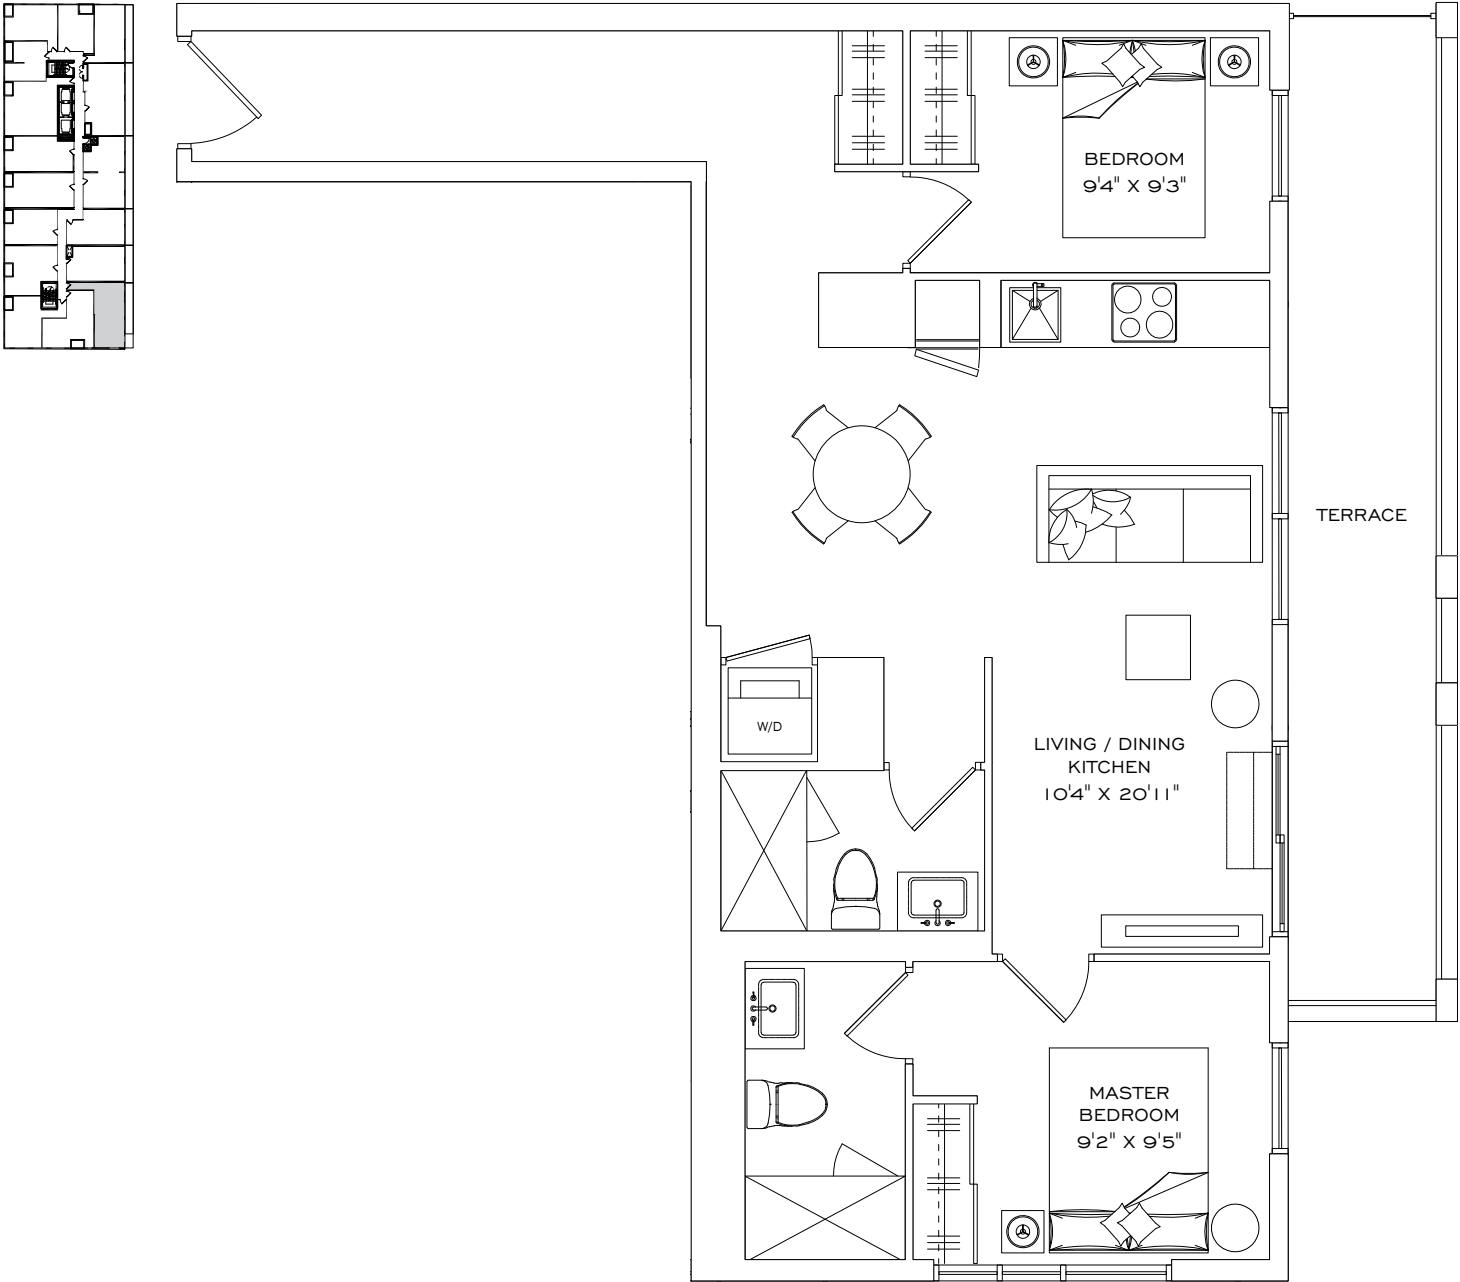 BEDROOM
9'4" X 9'3"
TERRACE
W/D
LIVING / DINING
KITCHEN
10'4" X 20'11"
MASTER
BEDROOM
9'2" X 9'5"